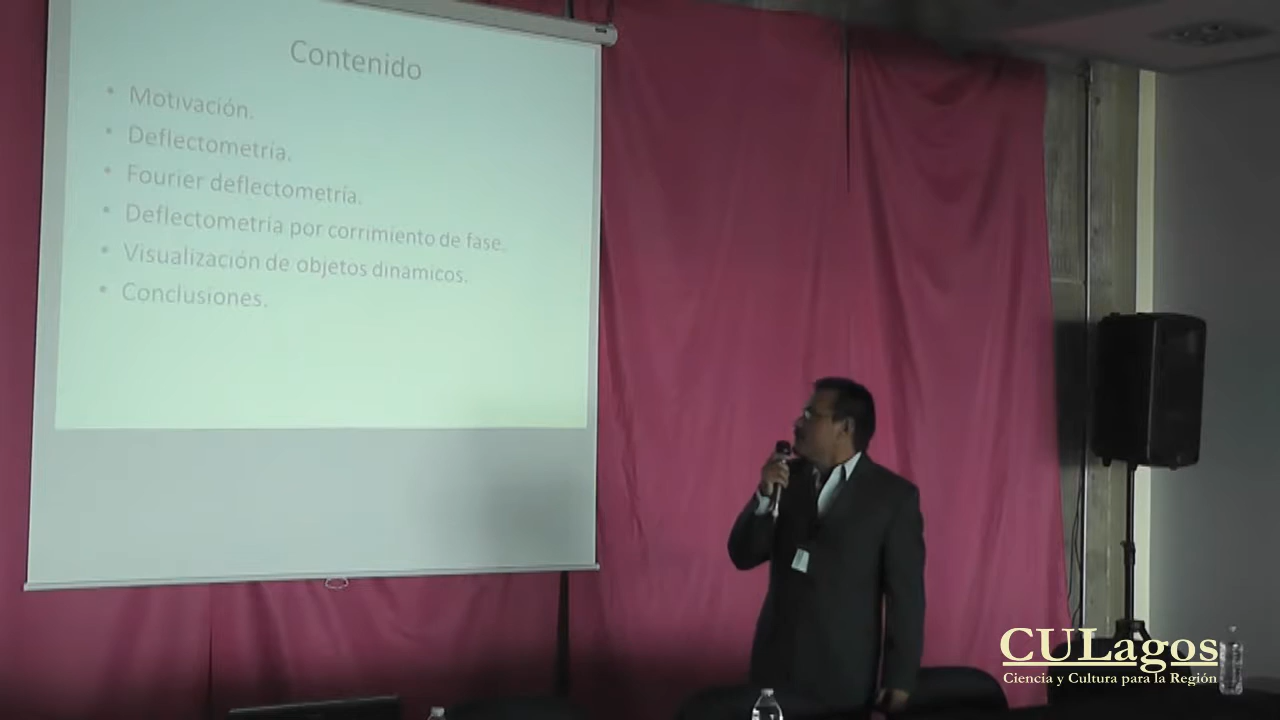 Contenido
• Motivación.
• Deflectometría.
• Fourier deflectometría.
• Deflectometría por corrimiento de fase.
• Visualización de objetos dinámicos.
• Conclusiones.
CULagos
Ciencia y Cultura para la Región